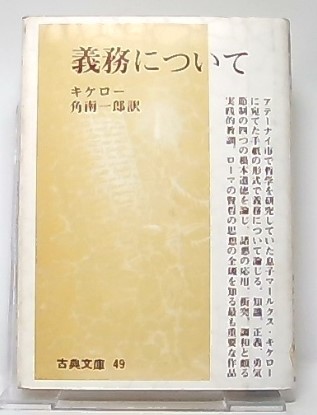 義務について
キケロー
角南一郎訳
アテーナイ市で哲学を研究していた息子マールクス・キケロー
に宛てた手紙の形式で義務について論じる。知識、正義、勇気
節制の四つの根本道徳を論じ、諸徳の応用、衝突、調和と頗る
実践的教訓。ローマの賢哲の思想の全議を知る最も重要な作品
古典文庫 49